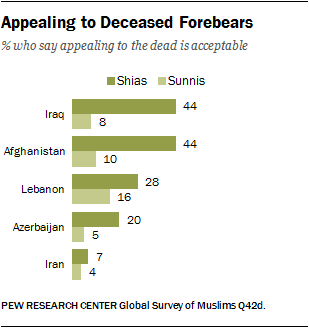 Appealing to Deceased Forebears
% who say appealing to the dead is acceptable
Shias Sunnis
Iraq 44
8
Afghanistan 44
10
Lebanon 28
16
Azerbaijan 20
5
Iran 7
4
PEW RESEARCH CENTER Global Survey of Muslims Q42d.